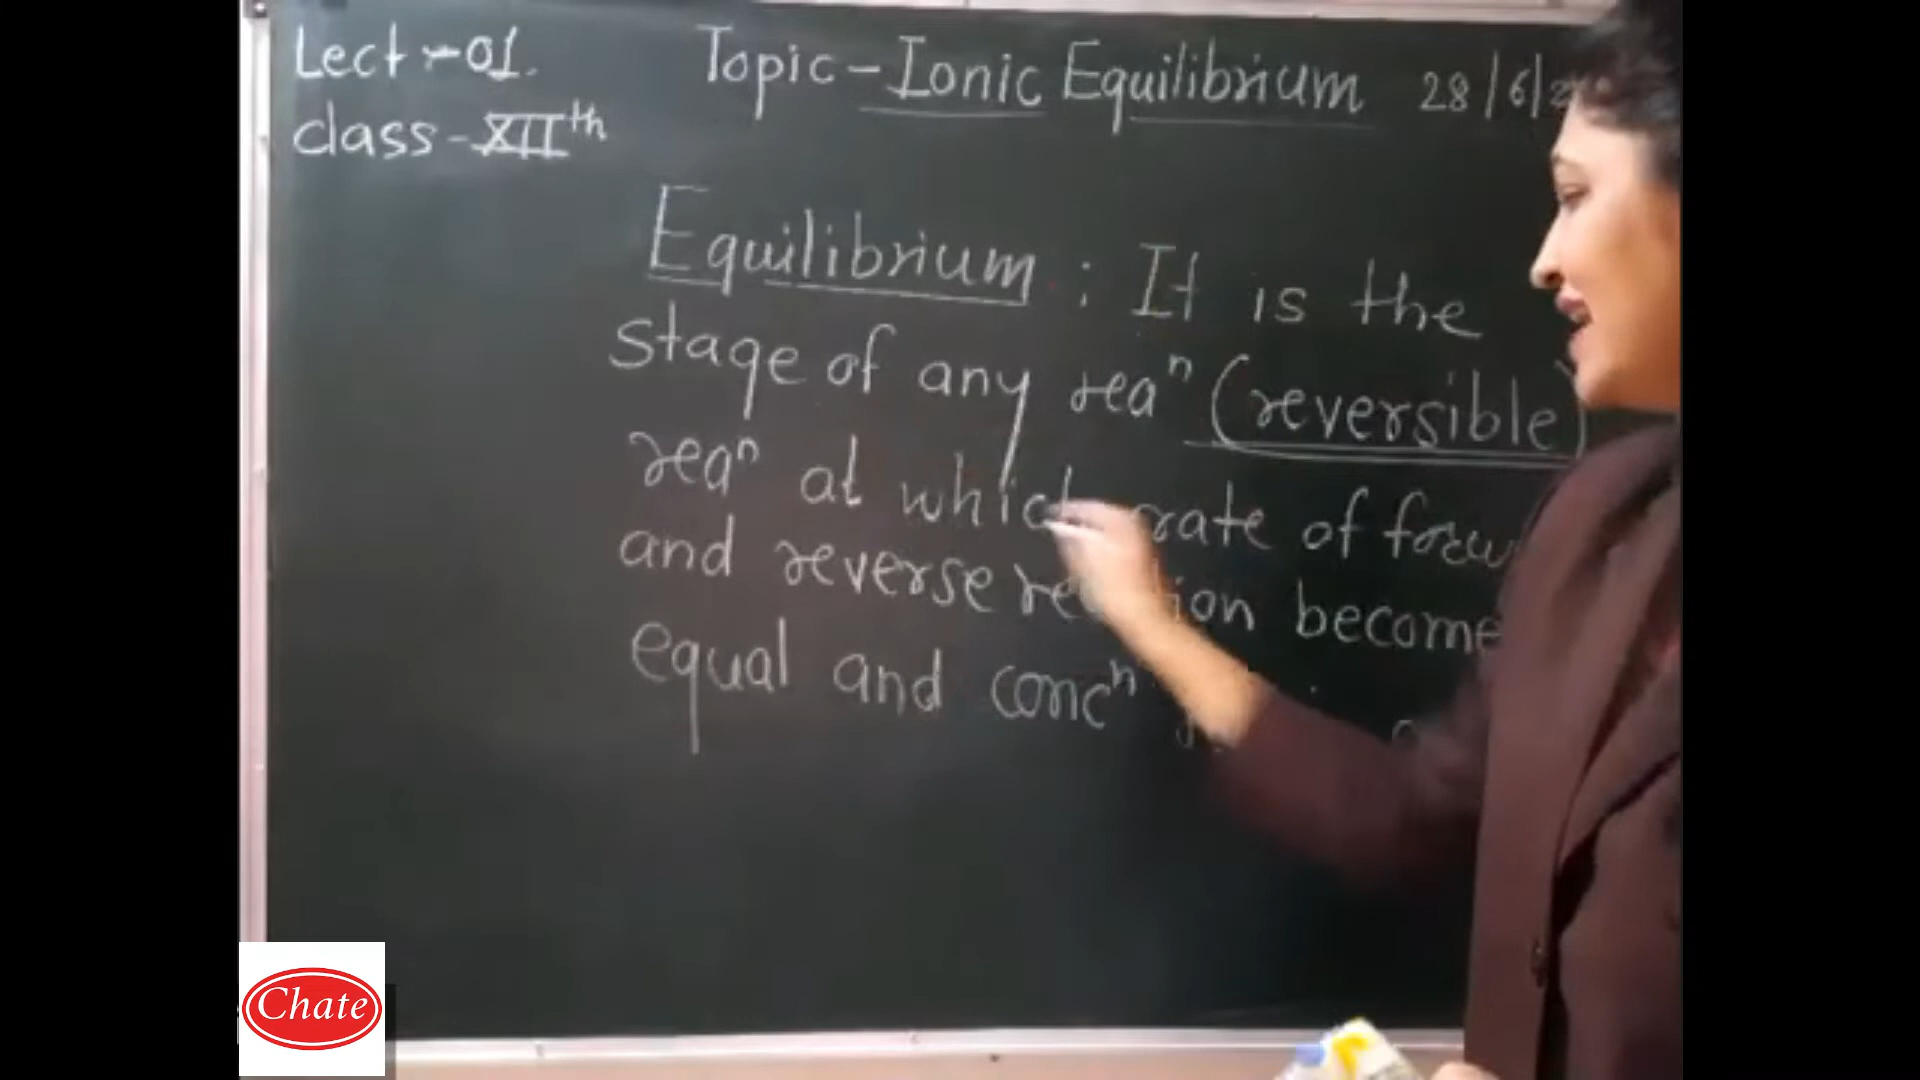 Lect :- 01.
Topic - Ionic Equilibrium 28/6/2
class - XIIth
Equilibrium : It is the
stage of any reaⁿ (reversible)
reaⁿ at which rate of forw
and reverse reaction become
equal and concⁿ
Chate